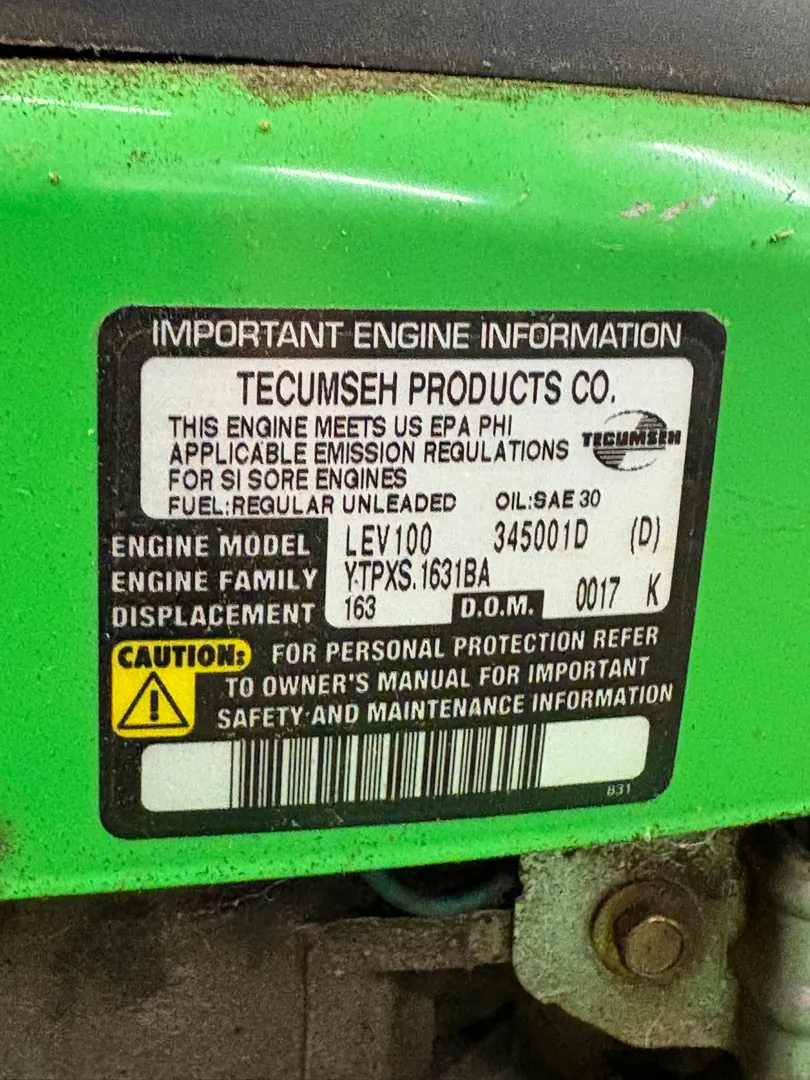 IMPORTANT ENGINE INFORMATION
TECUMSEH PRODUCTS CO.
THIS ENGINE MEETS US EPA PHI
APPLICABLE EMISSION REGULATIONS
FOR SI SORE ENGINES
TECUMSEH
FUEL:REGULAR UNLEADED OIL:SAE 30
ENGINE MODEL LEV100 345001D (D)
ENGINE FAMILY YTPXS.1631BA
DISPLACEMENT 163 D.O.M. 0017 K
CAUTION: FOR PERSONAL PROTECTION REFER
TO OWNER'S MANUAL FOR IMPORTANT
SAFETY AND MAINTENANCE INFORMATION
831